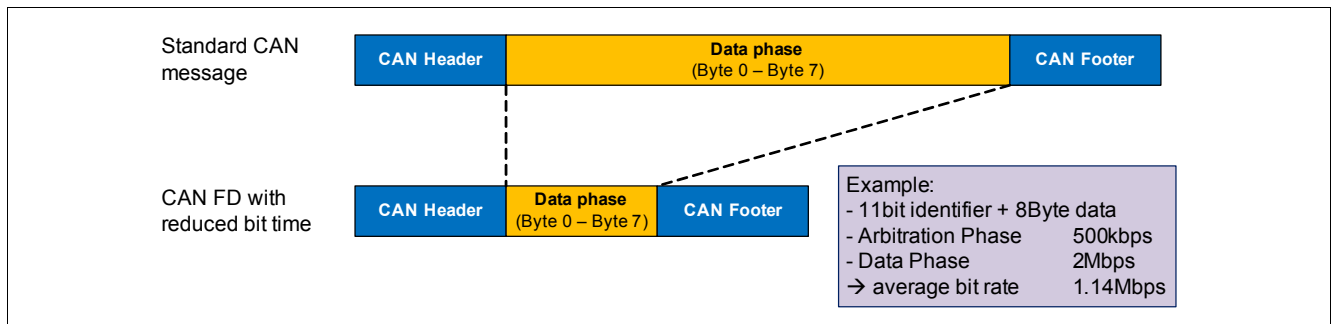 Standard CAN
message
CAN Header
Data phase
(Byte 0 – Byte 7)
CAN Footer
CAN FD with
reduced bit time
CAN Header
Data phase
(Byte 0 – Byte 7)
CAN Footer
Example:
- 11bit identifier + 8Byte data
- Arbitration Phase 500kbps
- Data Phase 2Mbps
→ average bit rate 1.14Mbps